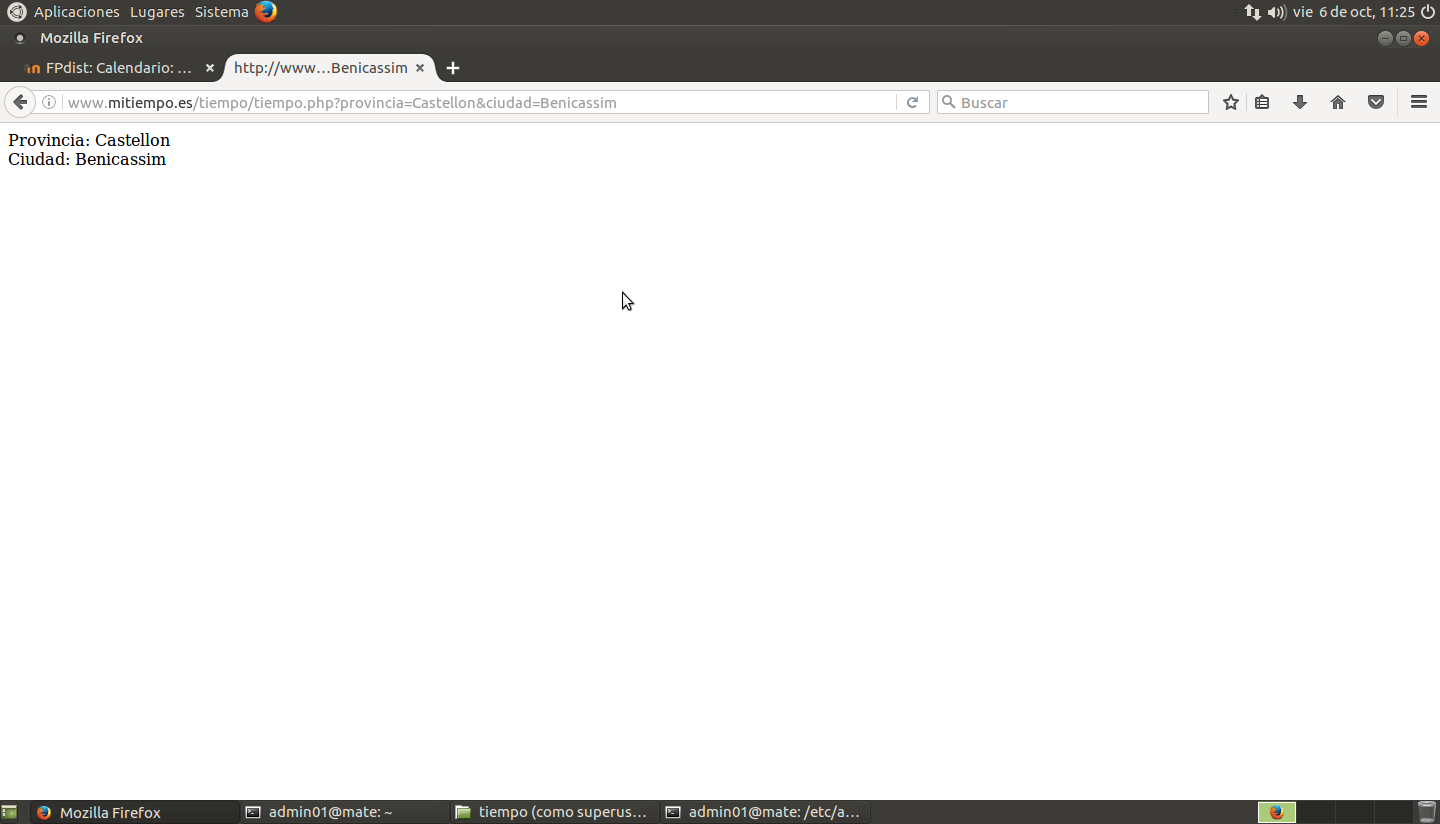 Aplicaciones Lugares Sistema vie 6 de oct, 11:25
Mozilla Firefox
FPdist: Calendario: ... http://www...Benicassim
www.mitiempo.es/tiempo/tiempo.php?provincia=Castellon&ciudad=Benicassim Buscar
Provincia: Castellon
Ciudad: Benicassim
Mozilla Firefox admin01@mate: ~ tiempo (como superus... admin01@mate: /etc/a...